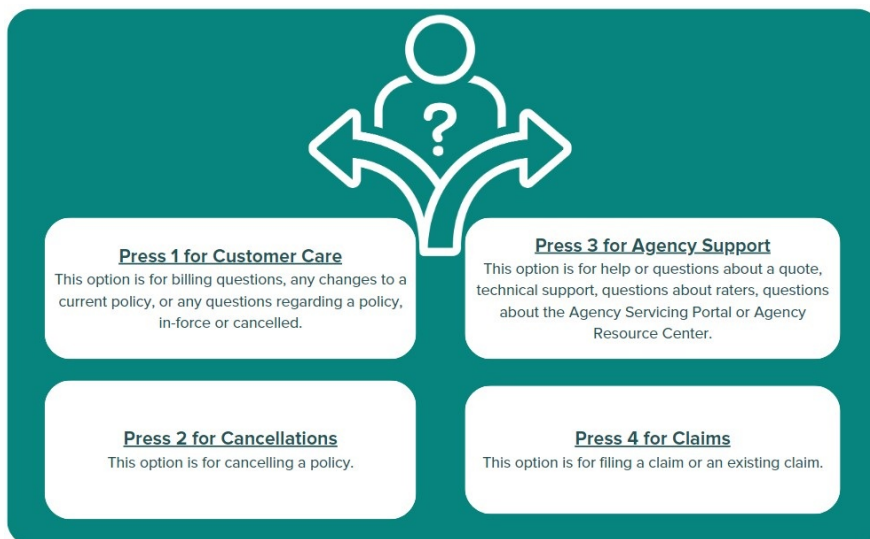 ?
Press 1 for Customer Care
This option is for billing questions, any changes to a
current policy, or any questions regarding a policy,
in-force or cancelled.
Press 2 for Cancellations
This option is for cancelling a policy.
Press 3 for Agency Support
This option is for help or questions about a quote,
technical support, questions about raters, questions
about the Agency Servicing Portal or Agency
Resource Center.
Press 4 for Claims
This option is for filing a claim or an existing claim.